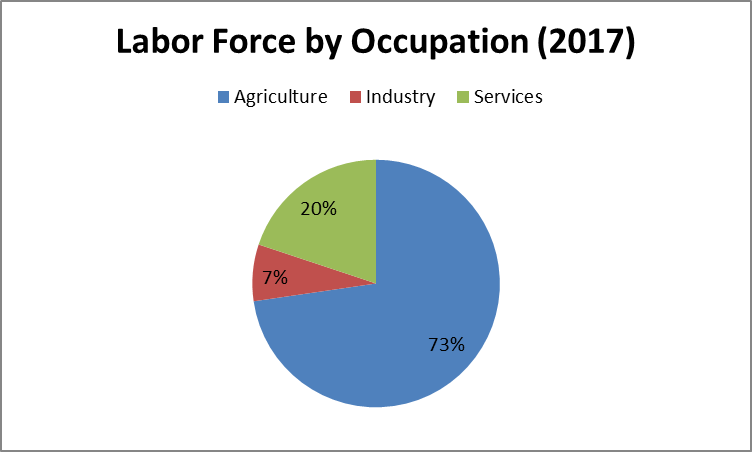 Labor Force by Occupation (2017)
Agriculture Industry Services
20%
7%
73%